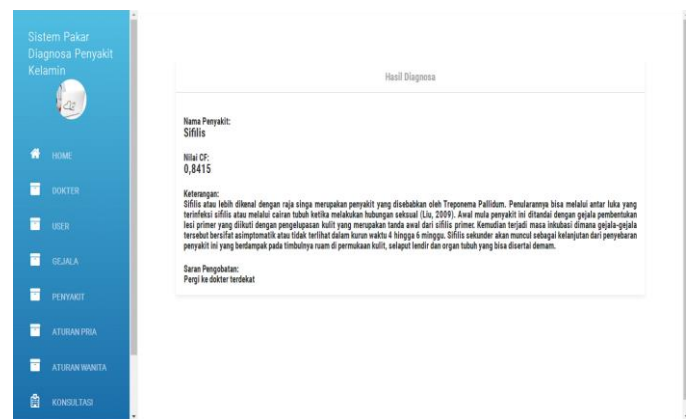 Sistem Pakar
Diagnosa Penyakit
Kelamin
HOME
DOKTER
USER
GEJALA
PENYAKIT
ATURAN PRIA
ATURAN WANITA
KONSULTASI
Hasil Diagnosa
Nama Penyakit:
Sifilis
Nilai CF:
0,8415
Keterangan:
Sifilis atau lebih dikenal dengan raja singa merupakan penyakit yang disebabkan oleh Treponema Pallidum. Penularannya bisa melalui antar luka yang
terinfeksi sifilis atau melalui cairan tubuh ketika melakukan hubungan seksual (Liu, 2009). Awal mula penyakit ini ditandai dengan gejala pembentukan
lesi primer yang diikuti dengan pengelupasan kulit yang merupakan tanda awal dari sifilis primer. Kemudian terjadi masa inkubasi dimana gejala-gejala
tersebut bersifat asimptomatik atau tidak terlihat dalam kurun waktu 4 hingga 6 minggu. Sifilis sekunder akan muncul sebagai kelanjutan dari penyebaran
penyakit ini yang berdampak pada timbulnya ruam di permukaan kulit, selaput lendir dan organ tubuh yang bisa disertai demam.
Saran Pengobatan:
Pergi ke dokter terdekat